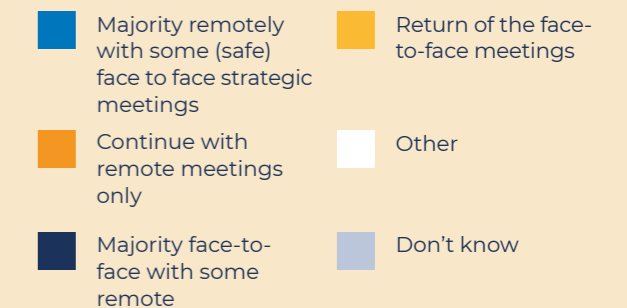 Majority remotely
with some (safe)
face to face strategic
meetings
Return of the face-
to-face meetings
Continue with
remote meetings
only
Other
Majority face-to-
face with some
remote
Don't know